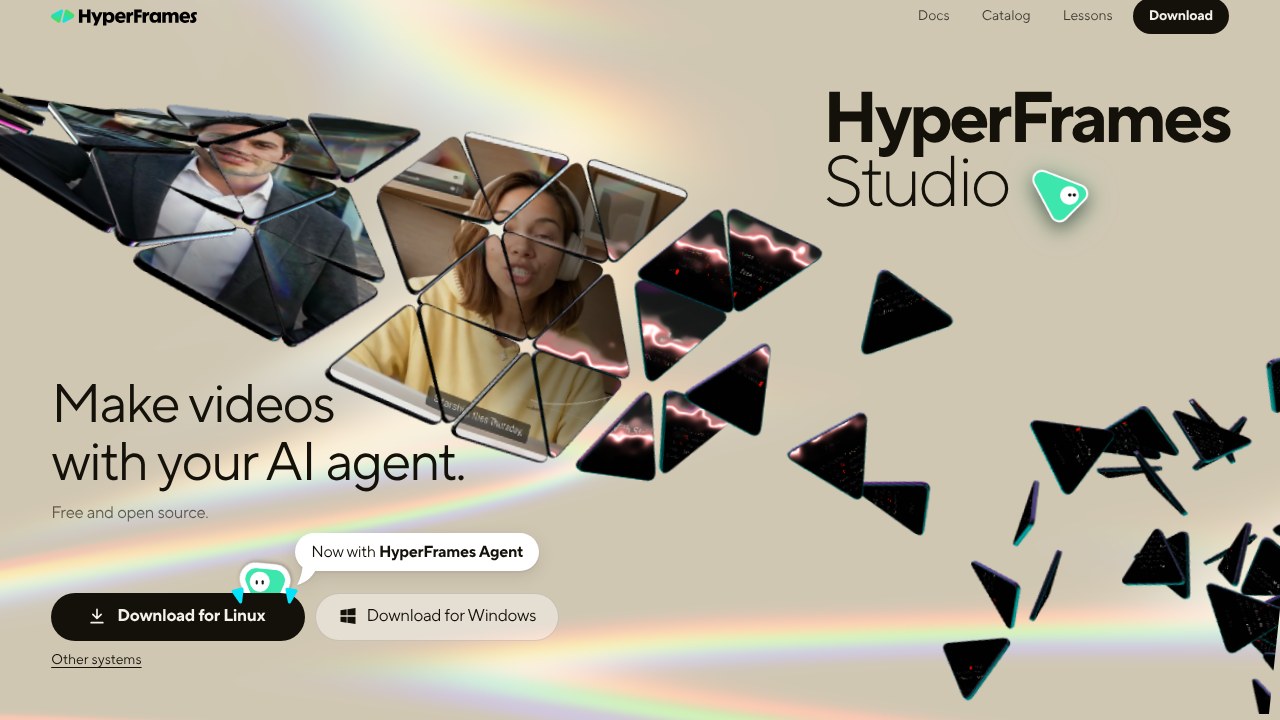 HyperFrames
Docs
Catalog
Lessons
Download
HyperFrames
Studio
Make videos
with your AI agent.
Free and open source.
Now with HyperFrames Agent
Download for Linux
Download for Windows
Other systems